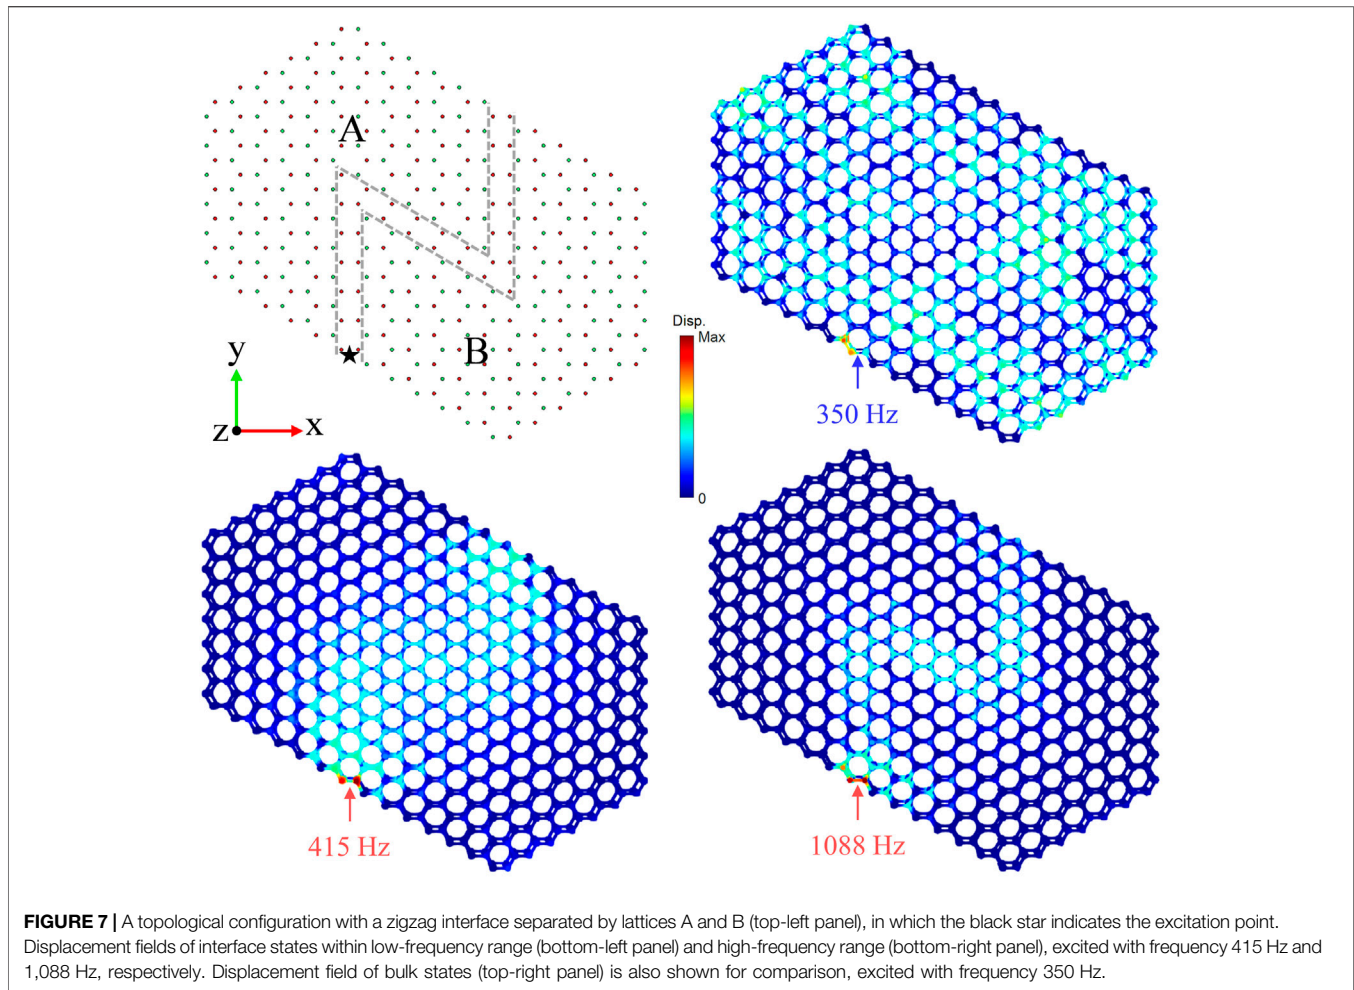 A
B
y
z
x
Disp.
Max
0
350 Hz
415 Hz
1088 Hz
FIGURE 7 | A topological configuration with a zigzag interface separated by lattices A and B (top-left panel), in which the black star indicates the excitation point.
Displacement fields of interface states within low-frequency range (bottom-left panel) and high-frequency range (bottom-right panel), excited with frequency 415 Hz and
1,088 Hz, respectively. Displacement field of bulk states (top-right panel) is also shown for comparison, excited with frequency 350 Hz.